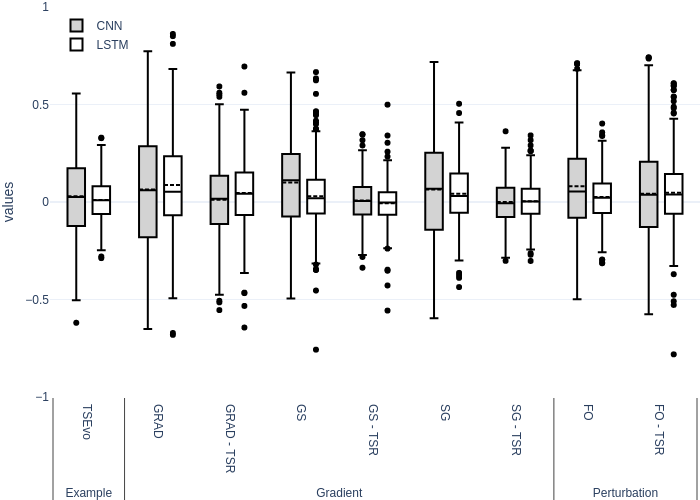 1
CNN
LSTM
0.5
values
0
−0.5
−1
TSEvo
GRAD
GRAD - TSR
GS
GS - TSR
SG
SG - TSR
FO
FO - TSR
Example
Gradient
Perturbation